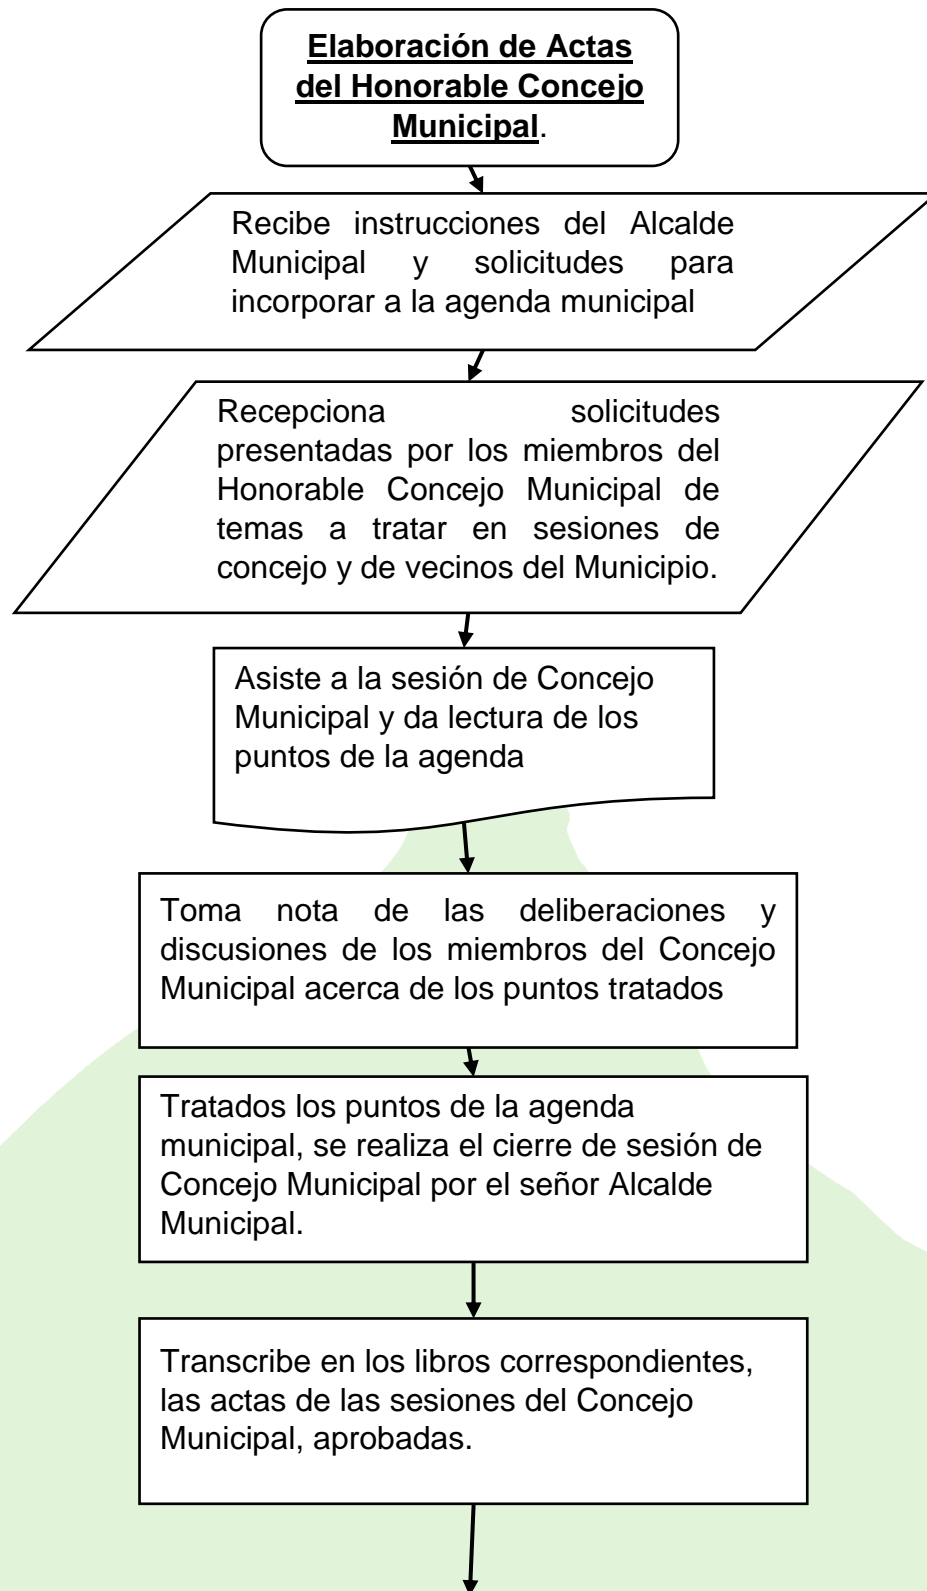 Elaboración de Actas
del Honorable Concejo
Municipal.
Recibe instrucciones del Alcalde
Municipal y solicitudes para
incorporar a la agenda municipal
Recepciona solicitudes
presentadas por los miembros del
Honorable Concejo Municipal de
temas a tratar en sesiones de
concejo y de vecinos del Municipio.
Asiste a la sesión de Concejo
Municipal y da lectura de los
puntos de la agenda
Toma nota de las deliberaciones y
discusiones de los miembros del Concejo
Municipal acerca de los puntos tratados
Tratados los puntos de la agenda
municipal, se realiza el cierre de sesión de
Concejo Municipal por el señor Alcalde
Municipal.
Transcribe en los libros correspondientes,
las actas de las sesiones del Concejo
Municipal, aprobadas.